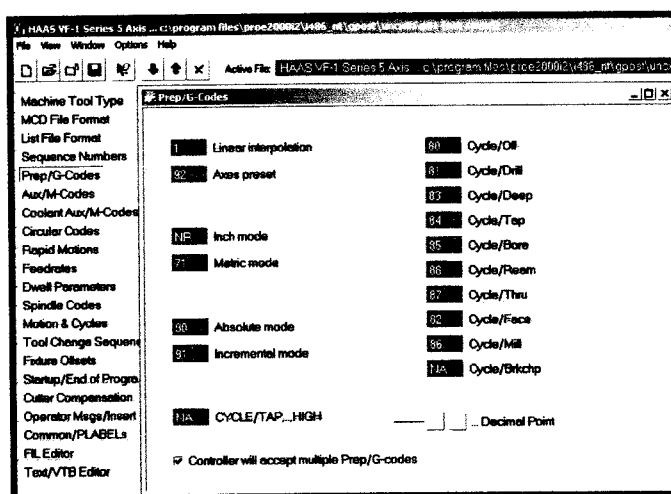 HAAS VF-1 Series 5 Axis ... c:\program files\proe2000i2\i486_nt\gpost\unc
File View Window Options Help
Active File: HAAS VF-1 Series 5 Axis ... c:\program files\proe2000i2\i486_nt\gpost\unc
Machine Tool Type
MCD File Format
List File Format
Sequence Numbers
Prep/G-Codes
Aux/M-Codes
Coolant Aux/M-Codes
Circular Codes
Rapid Motions
Feedrates
Dwell Parameters
Spindle Codes
Motion & Cycles
Tool Change Sequen
Fixture Offsets
Startup/End of Progra
Cutter Compensation
Operator Msgs/Insert
Common/PLABELs
FIL Editor
Text/VTB Editor
Prep/G-Codes
1 Linear interpolation
92 Axes preset
Inch mode
71 Metric mode
90 Absolute mode
91 Incremental mode
NA CYCLE/TAP,..,HIGH
Controller will accept multiple Prep/G-codes
80 Cycle/Off
81 Cycle/Drill
83 Cycle/Deep
84 Cycle/Tap
85 Cycle/Bore
Cycle/Ream
87 Cycle/Thru
82 Cycle/Face
86 Cycle/Mill
NA Cycle/Brkchp
... Decimal Point